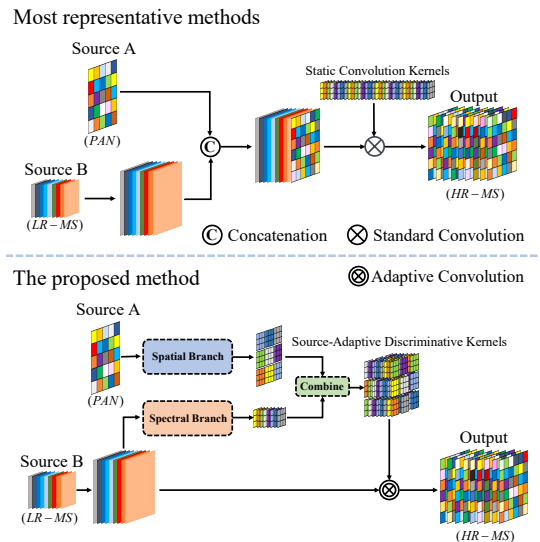 Most representative methods
Source A
Static Convolution Kernels
Output
(PAN)
C
Source B
(LR−MS)
(HR−MS)
C Concatenation
Standard Convolution
The proposed method
Adaptive Convolution
Source A
Source-Adaptive Discriminative Kernels
Spatial Branch
Combine
(PAN)
Spectral Branch
Source B
Output
(LR−MS)
(HR−MS)